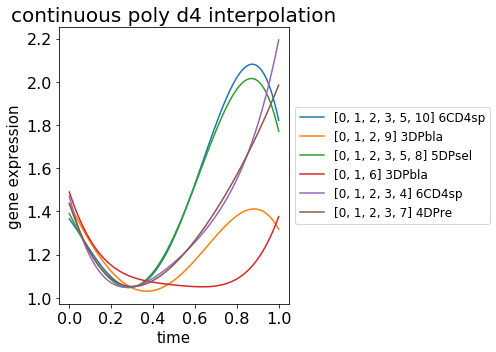 continuous poly d4 interpolation
2.2
2.0
1.8
1.6
1.4
1.2
1.0
gene expression
0.0 0.2 0.4 0.6 0.8 1.0
time
[0, 1, 2, 3, 5, 10] 6CD4sp
[0, 1, 2, 9] 3DPbla
[0, 1, 2, 3, 5, 8] 5DPsel
[0, 1, 6] 3DPbla
[0, 1, 2, 3, 4] 6CD4sp
[0, 1, 2, 3, 7] 4DPre